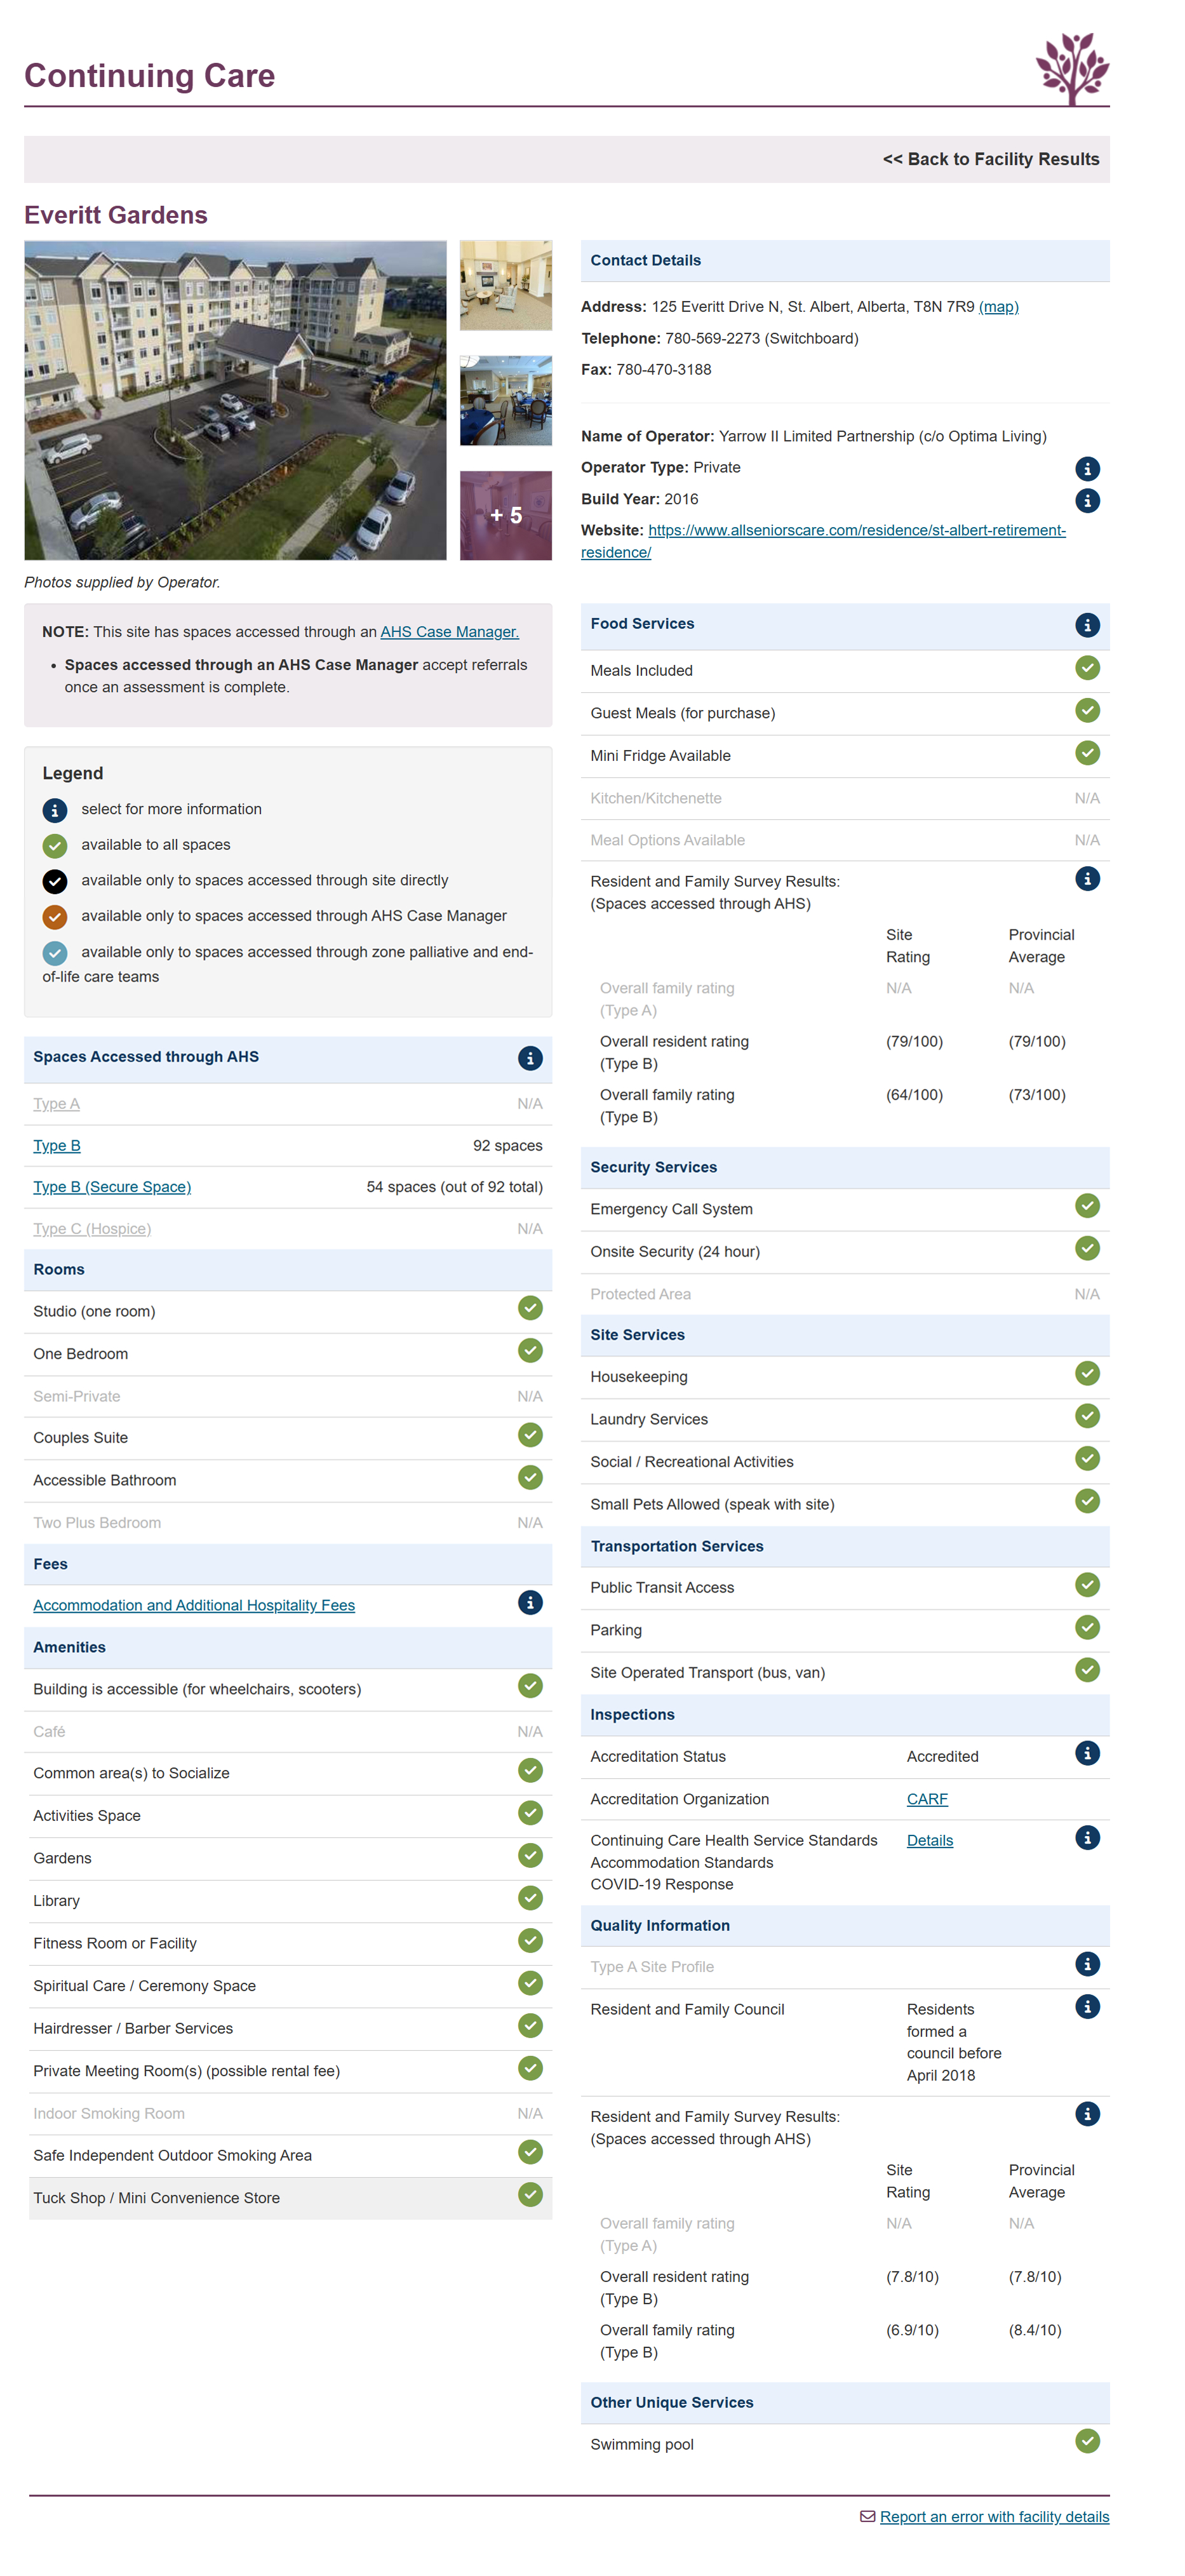 Continuing Care
<< Back to Facility Results
Everitt Gardens
+ 5
Photos supplied by Operator.
NOTE: This site has spaces accessed through an AHS Case Manager.
• Spaces accessed through an AHS Case Manager accept referrals
once an assessment is complete.
Legend
select for more information
available to all spaces
available only to spaces accessed through site directly
available only to spaces accessed through AHS Case Manager
available only to spaces accessed through zone palliative and end-
of-life care teams
Spaces Accessed through AHS
Type A N/A
Type B 92 spaces
Type B (Secure Space) 54 spaces (out of 92 total)
Type C (Hospice) N/A
Rooms
Studio (one room)
One Bedroom
Semi-Private N/A
Couples Suite
Accessible Bathroom
Two Plus Bedroom N/A
Fees
Accommodation and Additional Hospitality Fees
Amenities
Building is accessible (for wheelchairs, scooters)
Café N/A
Common area(s) to Socialize
Activities Space
Gardens
Library
Fitness Room or Facility
Spiritual Care / Ceremony Space
Hairdresser / Barber Services
Private Meeting Room(s) (possible rental fee)
Indoor Smoking Room N/A
Safe Independent Outdoor Smoking Area
Tuck Shop / Mini Convenience Store
Contact Details
Address: 125 Everitt Drive N, St. Albert, Alberta, T8N 7R9 (map)
Telephone: 780-569-2273 (Switchboard)
Fax: 780-470-3188
Name of Operator: Yarrow II Limited Partnership (c/o Optima Living)
Operator Type: Private
Build Year: 2016
Website: https://www.allseniorscare.com/residence/st-albert-retirement-
residence/
Food Services
Meals Included
Guest Meals (for purchase)
Mini Fridge Available
Kitchen/Kitchenette N/A
Meal Options Available N/A
Resident and Family Survey Results:
(Spaces accessed through AHS)
Site Provincial
Rating Average
Overall family rating N/A N/A
(Type A)
Overall resident rating (79/100) (79/100)
(Type B)
Overall family rating (64/100) (73/100)
(Type B)
Security Services
Emergency Call System
Onsite Security (24 hour)
Protected Area N/A
Site Services
Housekeeping
Laundry Services
Social / Recreational Activities
Small Pets Allowed (speak with site)
Transportation Services
Public Transit Access
Parking
Site Operated Transport (bus, van)
Inspections
Accreditation Status Accredited
Accreditation Organization CARF
Continuing Care Health Service Standards Details
Accommodation Standards
COVID-19 Response
Quality Information
Type A Site Profile
Resident and Family Council Residents
formed a
council before
April 2018
Resident and Family Survey Results:
(Spaces accessed through AHS)
Site Provincial
Rating Average
Overall family rating N/A N/A
(Type A)
Overall resident rating (7.8/10) (7.8/10)
(Type B)
Overall family rating (6.9/10) (8.4/10)
(Type B)
Other Unique Services
Swimming pool
Report an error with facility details